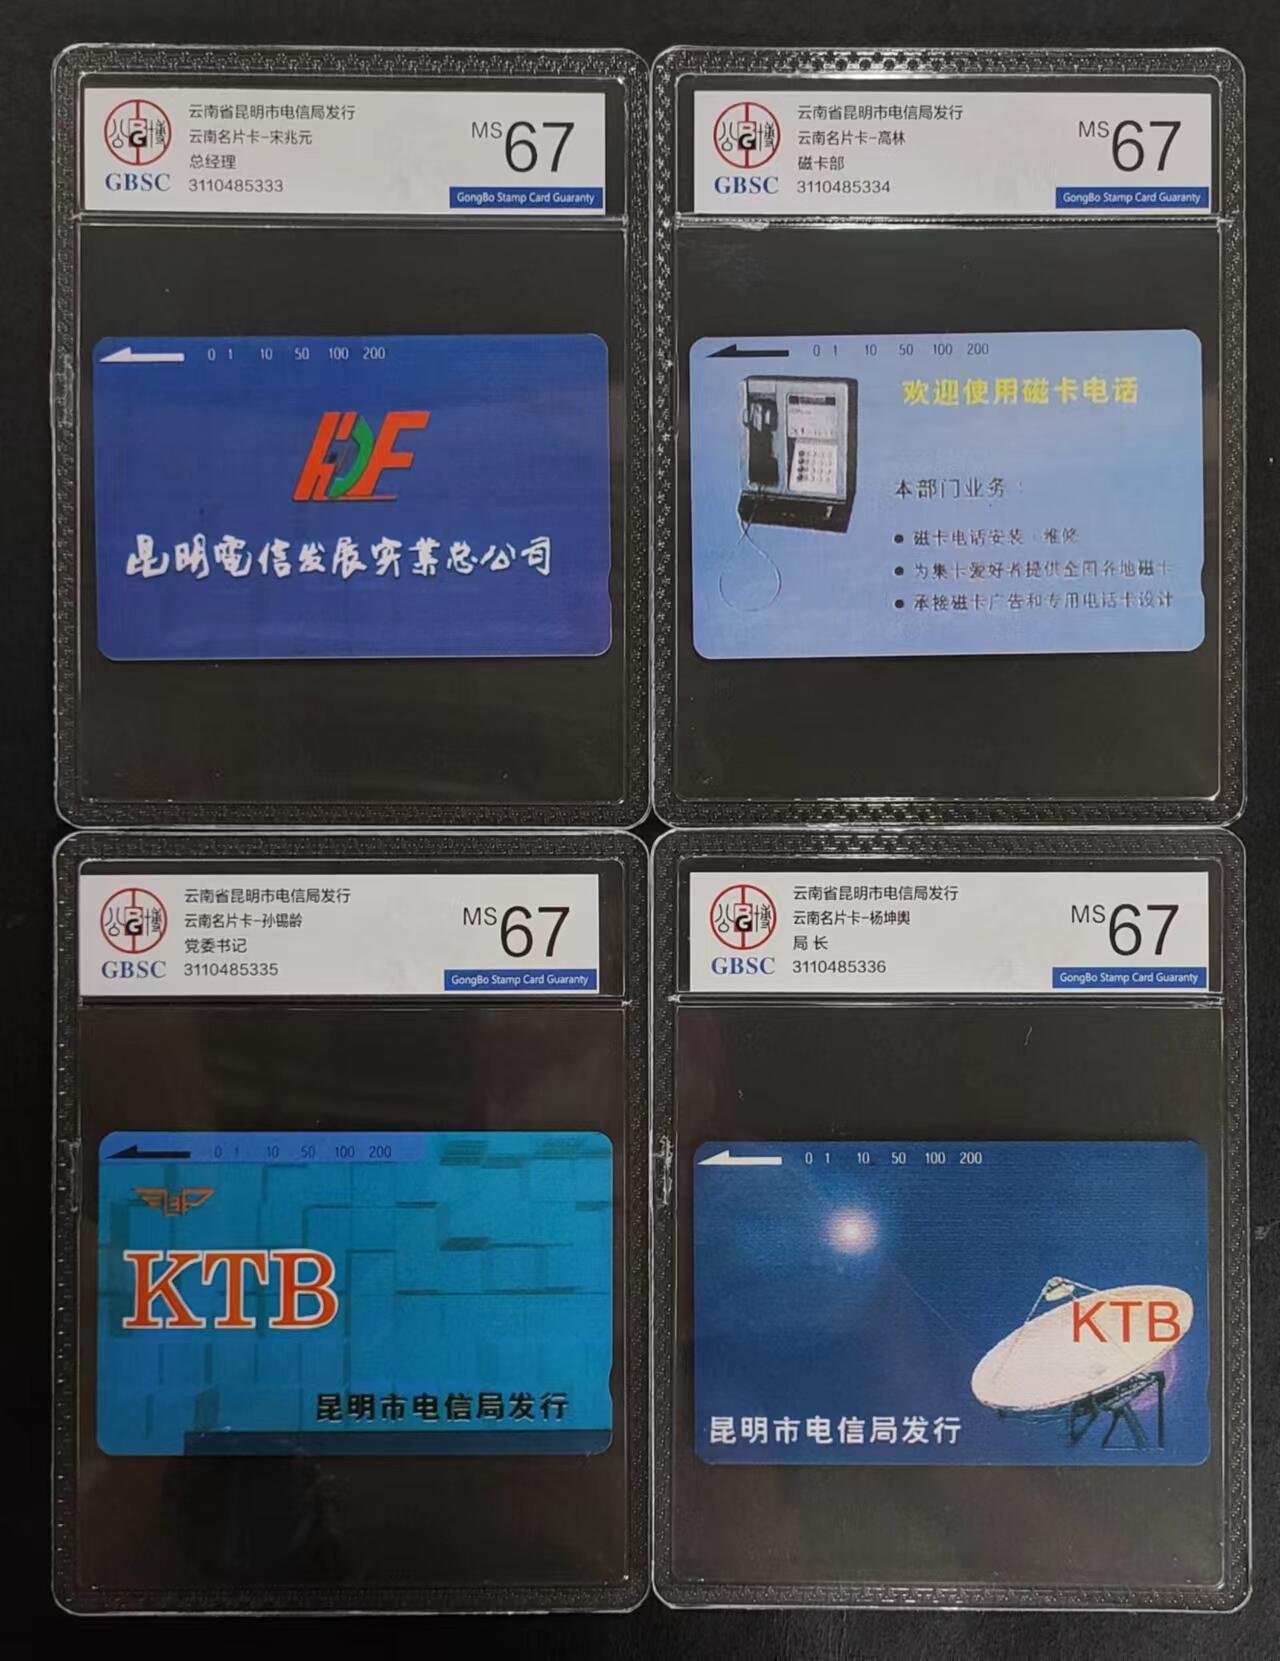 云南省昆明市电信局发行
云南名片卡-宋兆元
总经理
GBSC 3110485333
MS 67
GongBo Stamp Card Guaranty
0 1 10 50 100 200
昆明電信发展实業总公司
云南省昆明市电信局发行
云南名片卡-高林
磁卡部
GBSC 3110485334
MS 67
GongBo Stamp Card Guaranty
0 1 10 50 100 200
欢迎使用磁卡电话
本部门业务：
● 磁卡电话安装、维修
● 为集卡爱好者提供全国各地磁卡
● 承接磁卡广告和专用电话卡设计
云南省昆明市电信局发行
云南名片卡-孙锡龄
党委书记
GBSC 3110485335
MS 67
GongBo Stamp Card Guaranty
0 1 10 50 100 200
KTB
昆明市电信局发行
云南省昆明市电信局发行
云南名片卡-杨坤舆
局 长
GBSC 3110485336
MS 67
GongBo Stamp Card Guaranty
0 1 10 50 100 200
KTB
昆明市电信局发行